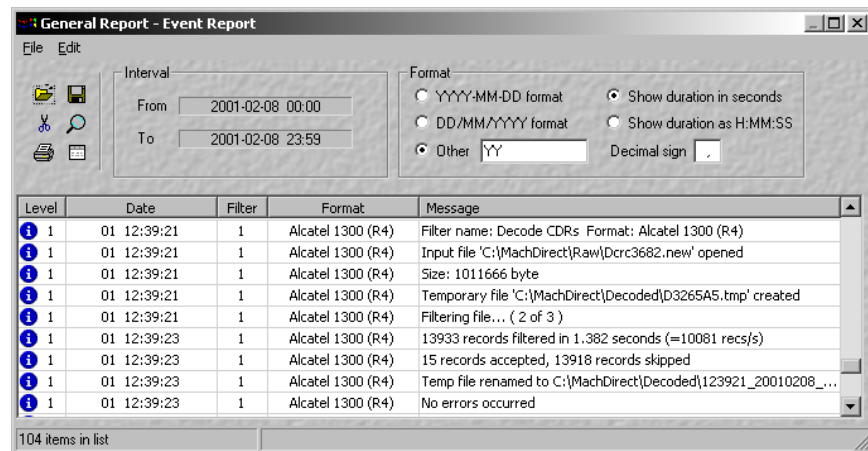 General Report - Event Report
File Edit
Interval
From 2001-02-08 00:00
To 2001-02-08 23:59
Format
YYYY-MM-DD format
DD/MM/YYYY format
Other YY
Show duration in seconds
Show duration as H:MM:SS
Decimal sign ,
Level Date Filter Format Message
1 01 12:39:21 1 Alcatel 1300 (R4) Filter name: Decode CDRs Format: Alcatel 1300 (R4)
1 01 12:39:21 1 Alcatel 1300 (R4) Input file 'C:\MachDirect\Raw\Dcrc3682.new' opened
1 01 12:39:21 1 Alcatel 1300 (R4) Size: 1011666 byte
1 01 12:39:21 1 Alcatel 1300 (R4) Temporary file 'C:\MachDirect\Decoded\D3265A5.tmp' created
1 01 12:39:21 1 Alcatel 1300 (R4) Filtering file... ( 2 of 3 )
1 01 12:39:23 1 Alcatel 1300 (R4) 13933 records filtered in 1.382 seconds (=10081 recs/s)
1 01 12:39:23 1 Alcatel 1300 (R4) 15 records accepted, 13918 records skipped
1 01 12:39:23 1 Alcatel 1300 (R4) Temp file renamed to C:\MachDirect\Decoded\123921_20010208_...
1 01 12:39:23 1 Alcatel 1300 (R4) No errors occurred
104 items in list